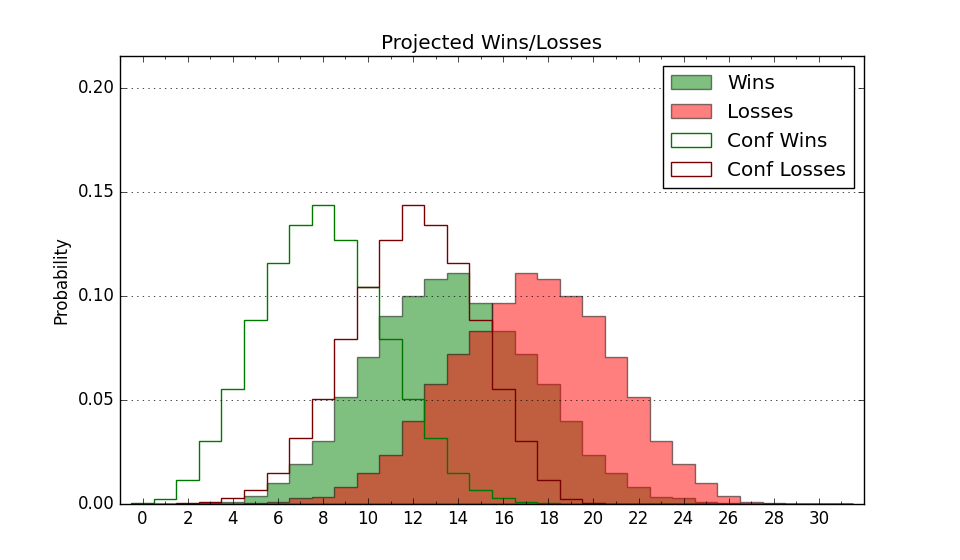 Projected Wins/Losses
Wins
Losses
Conf Wins
Conf Losses
Probability
0.20
0.15
0.10
0.05
0.00
0 2 4 6 8 10 12 14 16 18 20 22 24 26 28 30